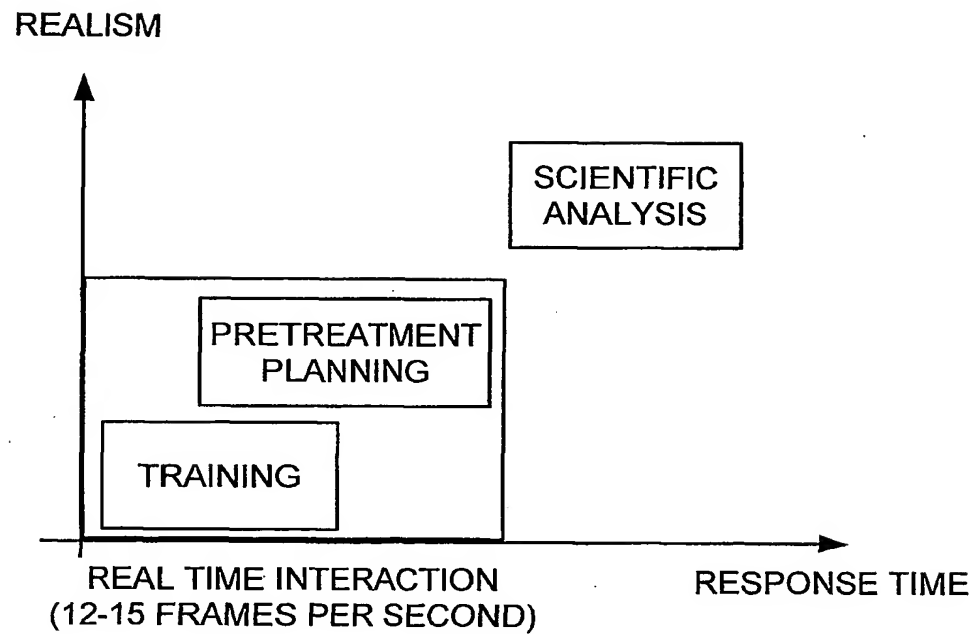 REALISM
SCIENTIFIC
ANALYSIS
PRETREATMENT
PLANNING
TRAINING
REAL TIME INTERACTION
(12-15 FRAMES PER SECOND)
RESPONSE TIME